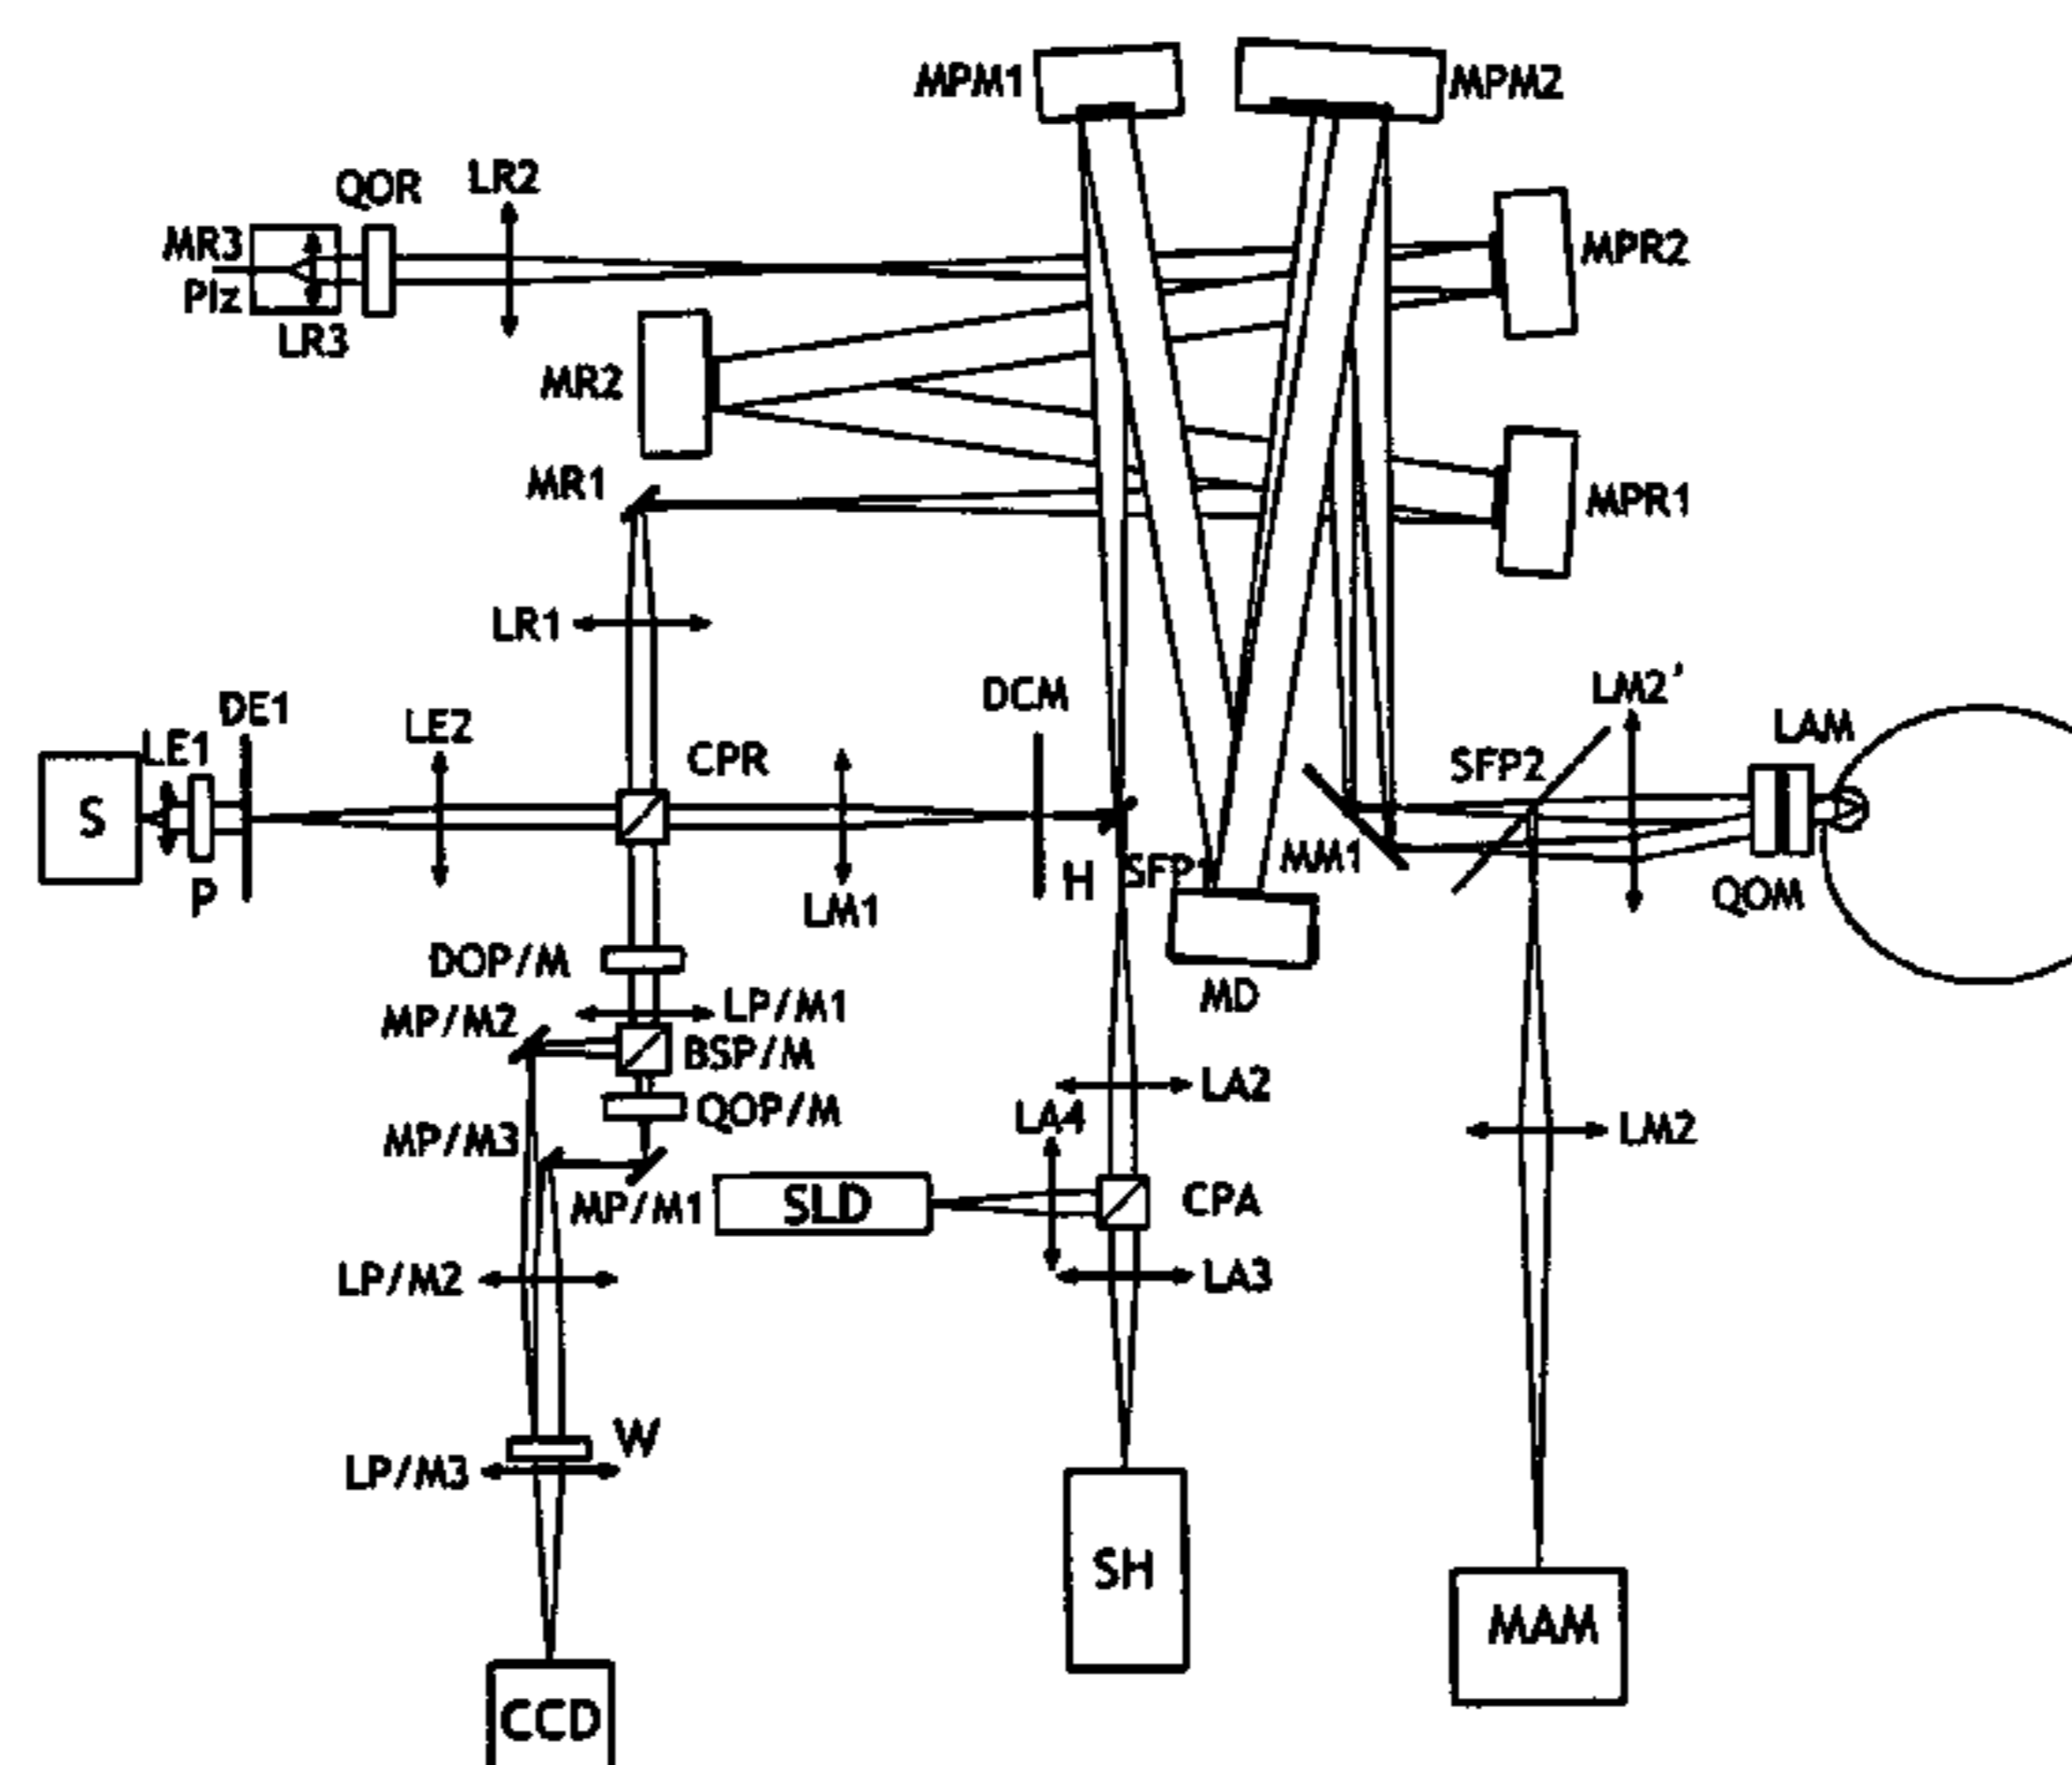 MPM1
MPM2
QOR
LR2
MR3
PIz
LR3
MPR2
MR2
MR1
MPR1
LR1
DCM
LM2'
LAM
DE1
LE1
LE2
CPR
SFP2
S
P
LM1
H
SFP1
MM1
QOM
DOP/M
MD
MP/M2
LP/M1
BSP/M
LA2
QOP/M
LA4
MP/M3
LM2
MP/M1
SLD
CPA
LP/M2
LA3
W
LP/M3
SH
MAM
CCD